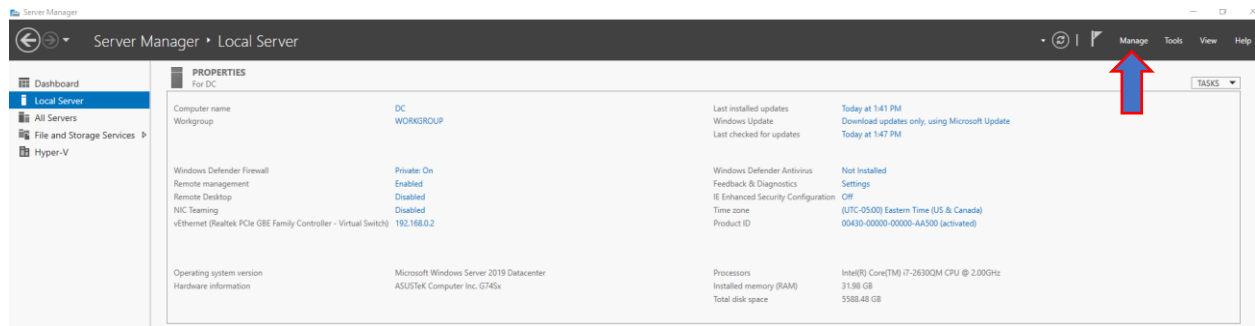 Server Manager
Server Manager ‣ Local Server
Manage Tools View Help
Dashboard
Local Server
All Servers
File and Storage Services
Hyper-V
PROPERTIES
For DC
TASKS
Computer name DC
Workgroup WORKGROUP
Last installed updates Today at 1:41 PM
Windows Update Download updates only, using Microsoft Update
Last checked for updates Today at 1:47 PM
Windows Defender Firewall Private: On
Remote management Enabled
Remote Desktop Disabled
NIC Teaming Disabled
vEthernet (Realtek PCIe GBE Family Controller - Virtual Switch) 192.168.0.2
Windows Defender Antivirus Not Installed
Feedback & Diagnostics Settings
IE Enhanced Security Configuration Off
Time zone (UTC-05:00) Eastern Time (US & Canada)
Product ID 00430-00000-00000-AA500 (activated)
Operating system version Microsoft Windows Server 2019 Datacenter
Hardware information ASUSTeK Computer Inc. G74Sx
Processors Intel(R) Core(TM) i7-2630QM CPU @ 2.00GHz
Installed memory (RAM) 31.98 GB
Total disk space 5588.48 GB